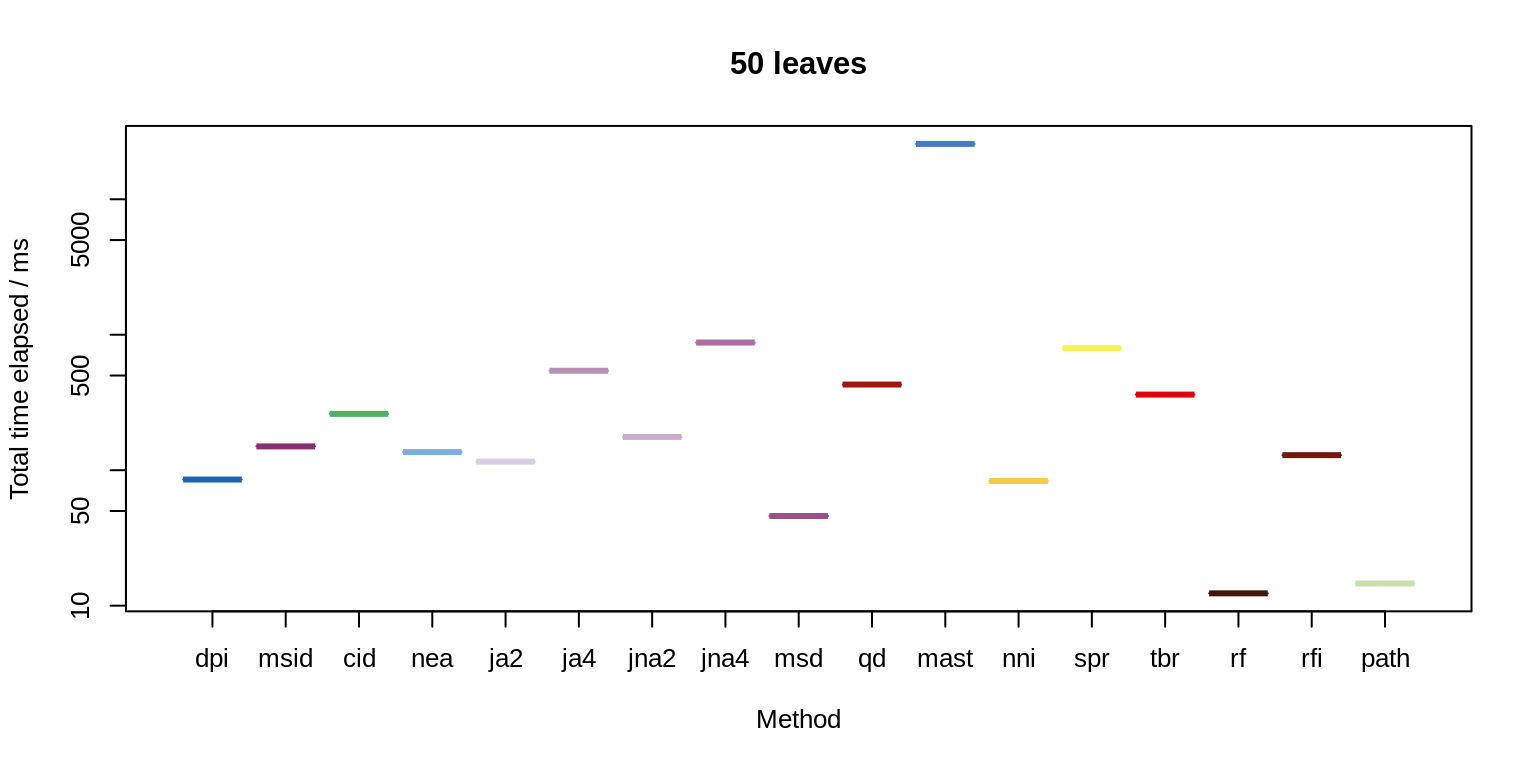 50 leaves
Total time elapsed / ms
5000
500
50
10
dpi msid cid nea ja2 ja4 jna2 jna4 msd qd mast nni spr tbr rf rfi path
Method